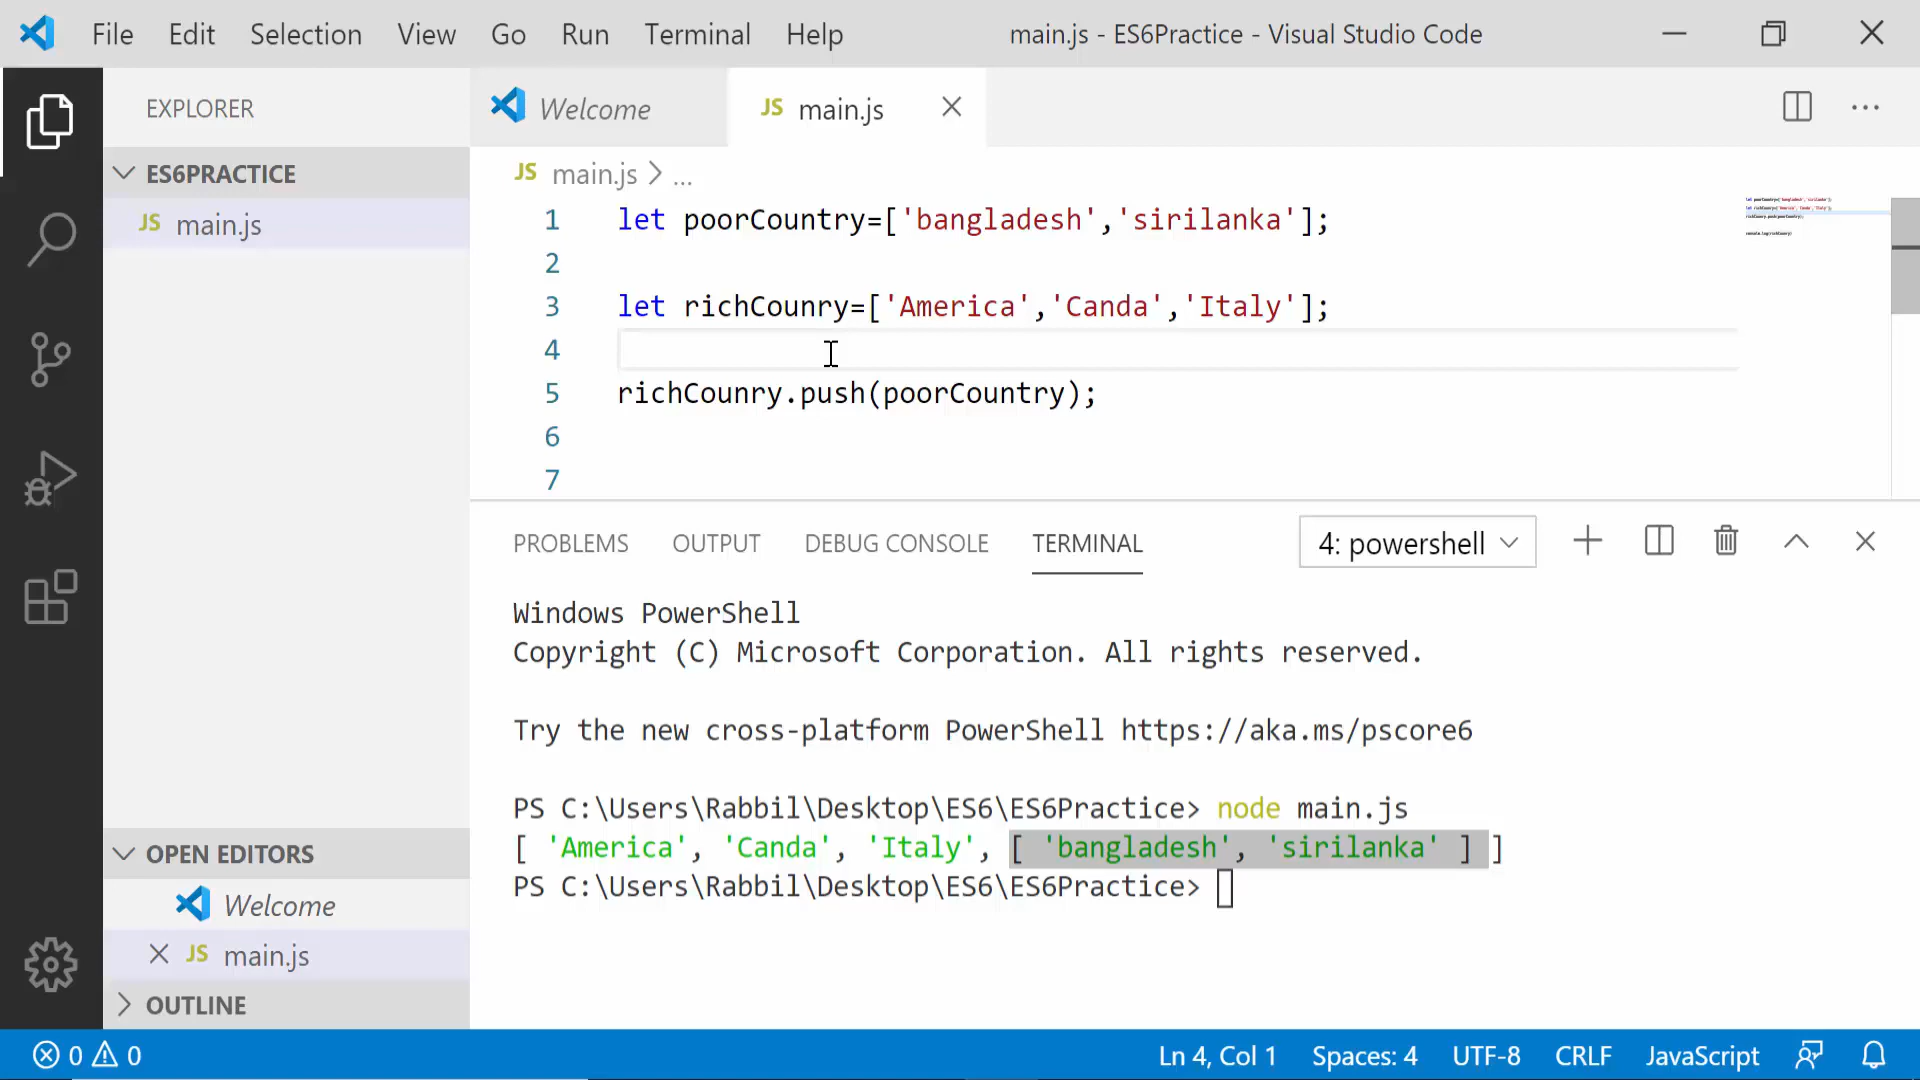 File Edit Selection View Go Run Terminal Help main.js - ES6Practice - Visual Studio Code
EXPLORER
ES6PRACTICE
JS main.js
Welcome JS main.js
JS main.js > ...
1 let poorCountry=['bangladesh','sirilanka'];
2
3 let richCounry=['America','Canda','Italy'];
4
5 richCounry.push(poorCountry);
6
7
PROBLEMS OUTPUT DEBUG CONSOLE TERMINAL 4: powershell
Windows PowerShell
Copyright (C) Microsoft Corporation. All rights reserved.
Try the new cross-platform PowerShell https://aka.ms/pscore6
PS C:\Users\Rabbil\Desktop\ES6\ES6Practice> node main.js
[ 'America', 'Canda', 'Italy', [ 'bangladesh', 'sirilanka' ] ]
PS C:\Users\Rabbil\Desktop\ES6\ES6Practice>
OPEN EDITORS
Welcome
JS main.js
OUTLINE
0 0 Ln 4, Col 1 Spaces: 4 UTF-8 CRLF JavaScript